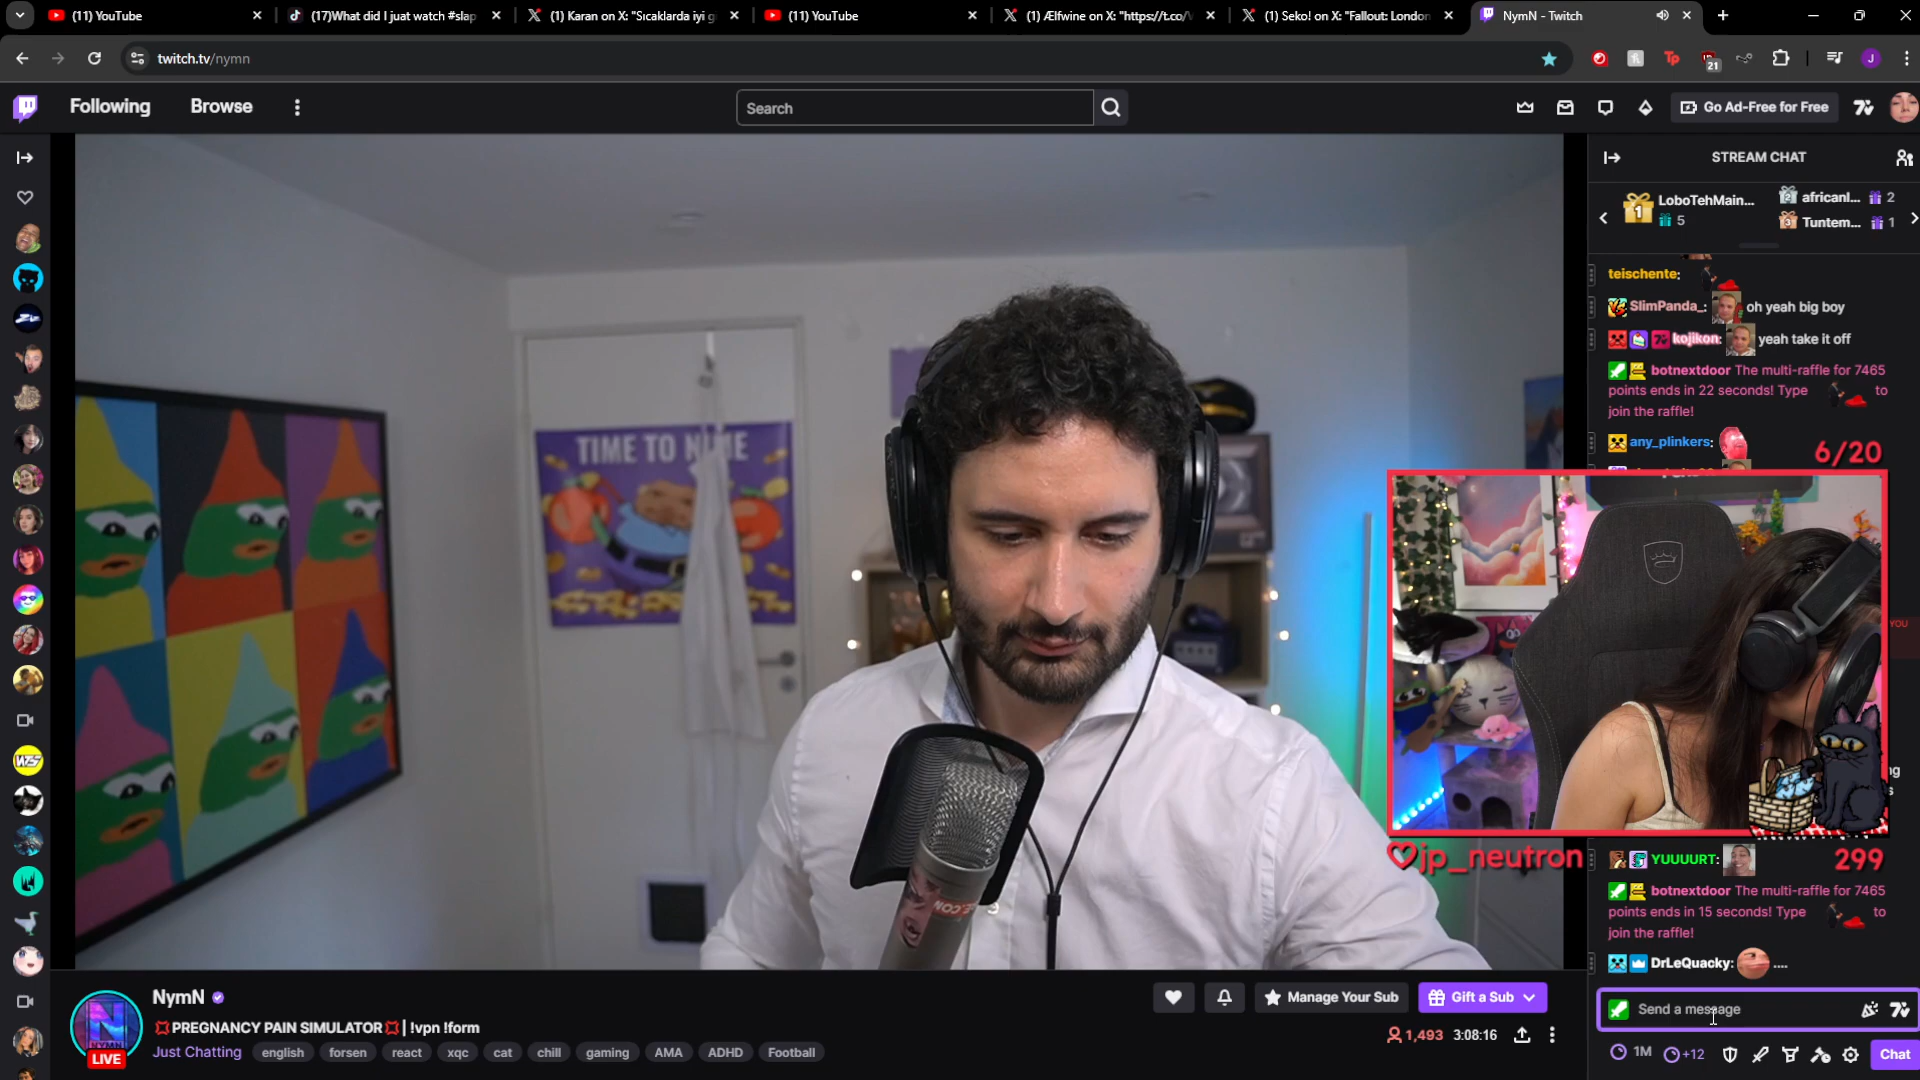 (11) YouTube
(17)What did I juat watch #slap
(1) Karan on X: "Sıcaklarda iyi g
(11) YouTube
(1) Ælfwine on X: "https://t.co/
(1) Seko! on X: "Fallout: London
NymN - Twitch
twitch.tv/nymn
21
J
Following
Browse
Search
Go Ad-Free for Free
STREAM CHAT
1
LoboTehMain...
5
africanl...
2
Tuntem...
1
teischente:
SlimPanda_: oh yeah big boy
kojikon: yeah take it off
botnextdoor The multi-raffle for 7465
points ends in 22 seconds! Type to
join the raffle!
any_plinkers:
6/20
TIME TO
YOU
jp_neutron
YUUUURT:
299
botnextdoor The multi-raffle for 7465
points ends in 15 seconds! Type to
join the raffle!
DrLeQuacky: ....
Send a message
1M
+12
Chat
NymN
LIVE
PREGNANCY PAIN SIMULATOR | !vpn !form
Just Chatting
english
forsen
react
xqc
cat
chill
gaming
AMA
ADHD
Football
Manage Your Sub
Gift a Sub
1,493
3:08:16